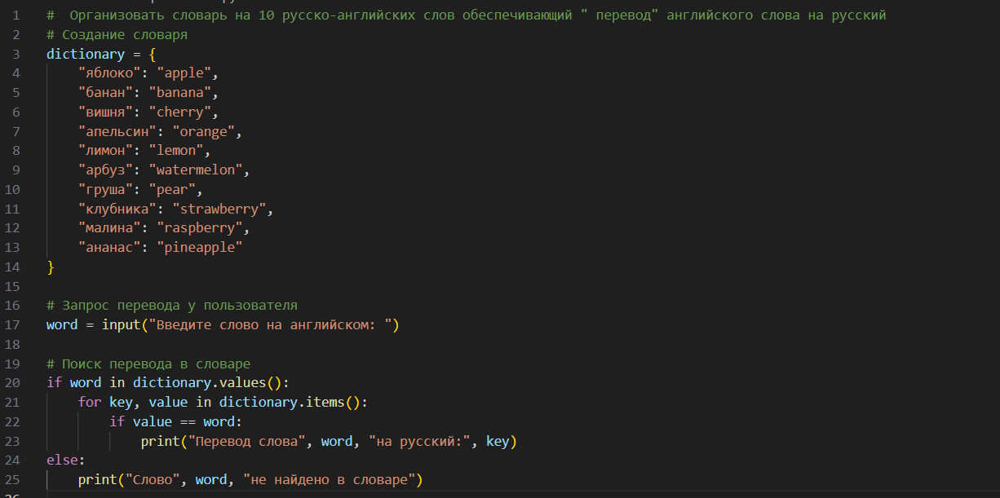 1 #  Организовать словарь на 10 русско-английских слов обеспечивающий " перевод" английского слова на русский
2 # Создание словаря
3 dictionary = {
4     "яблоко": "apple",
5     "банан": "banana",
6     "вишня": "cherry",
7     "апельсин": "orange",
8     "лимон": "lemon",
9     "арбуз": "watermelon",
10     "груша": "pear",
11     "клубника": "strawberry",
12     "малина": "raspberry",
13     "ананас": "pineapple"
14 }
15
16 # Запрос перевода у пользователя
17 word = input("Введите слово на английском: ")
18
19 # Поиск перевода в словаре
20 if word in dictionary.values():
21     for key, value in dictionary.items():
22         if value == word:
23             print("Перевод слова", word, "на русский:", key)
24 else:
25     print("Слово", word, "не найдено в словаре")